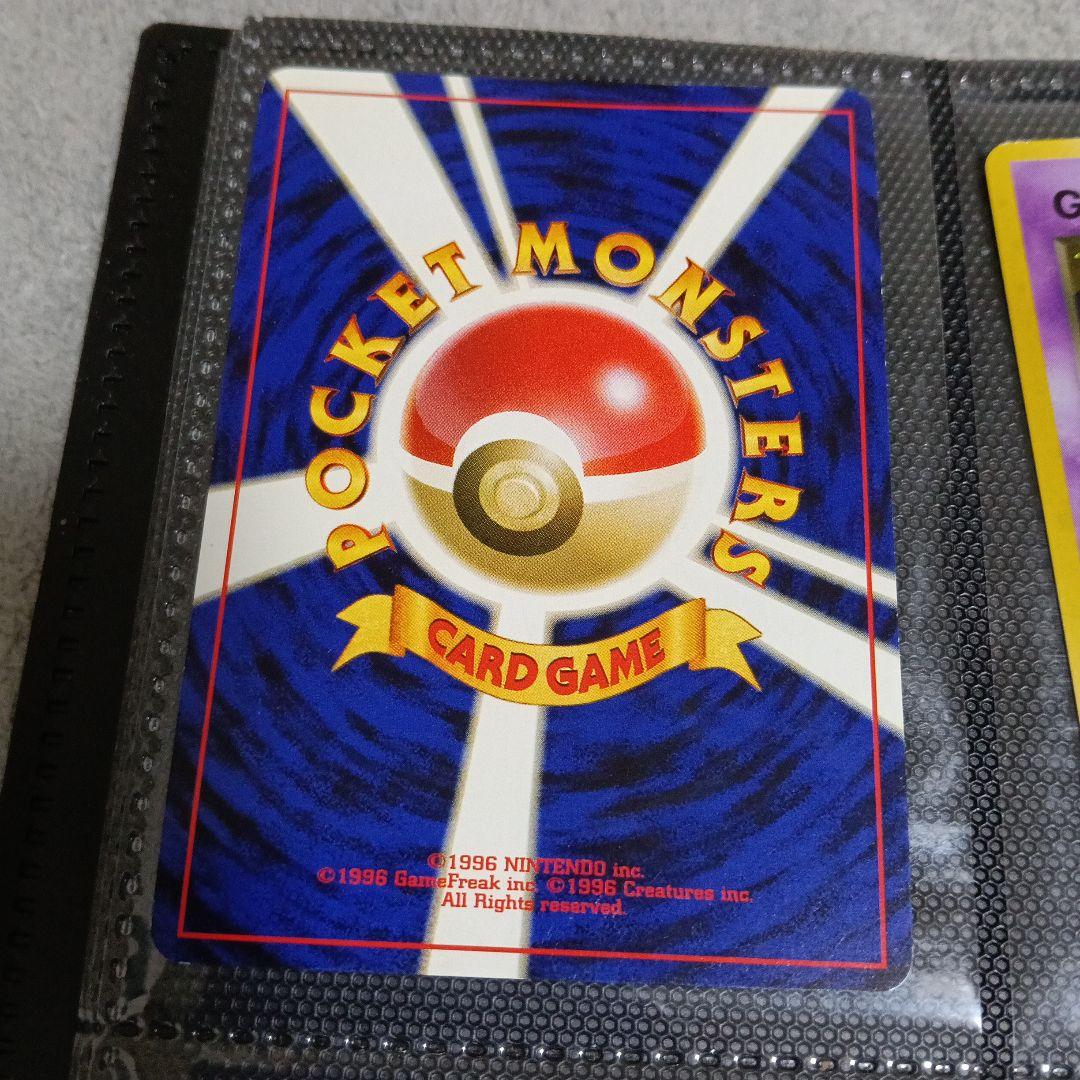 POCKET MONSTERS
CARD GAME
©1996 NINTENDO inc.
©1996 GameFreak inc. ©1996 Creatures inc.
All Rights reserved.
G